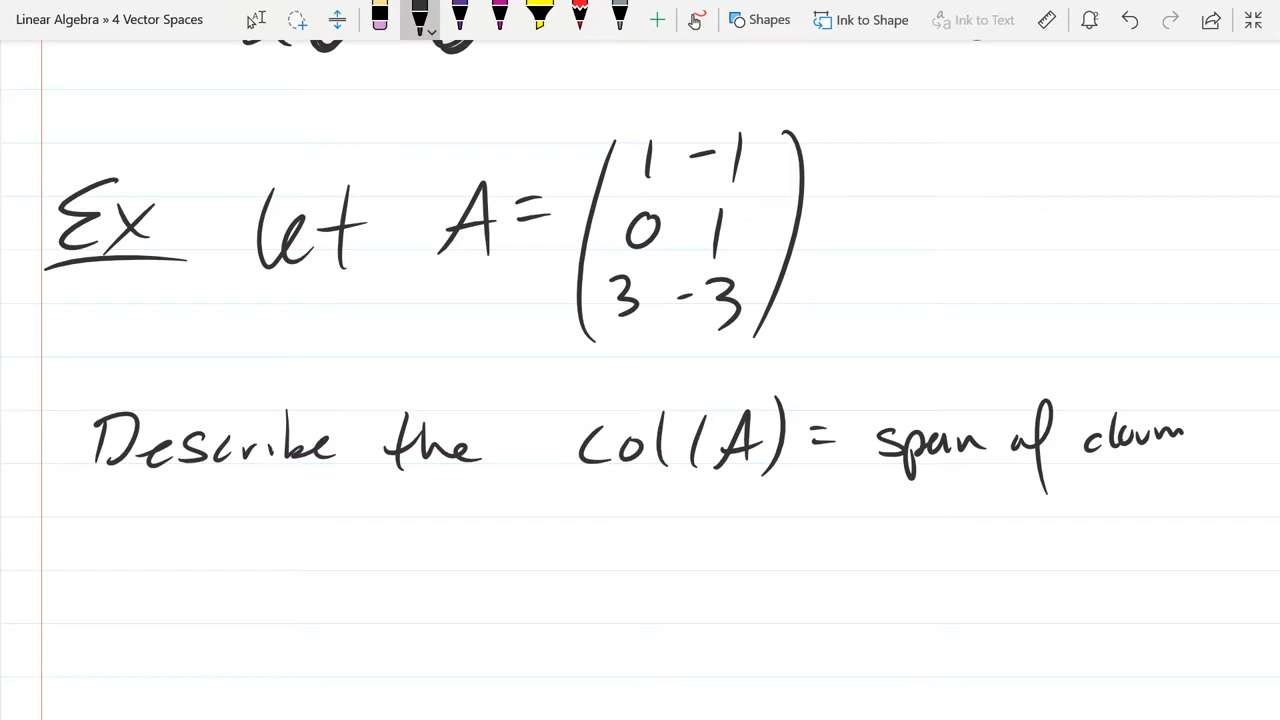 Linear Algebra » 4 Vector Spaces
Shapes
Ink to Shape
Ink to Text
Ex let A = ( 1 -1
0 1
3 -3 )
Describe the col(A) = span of